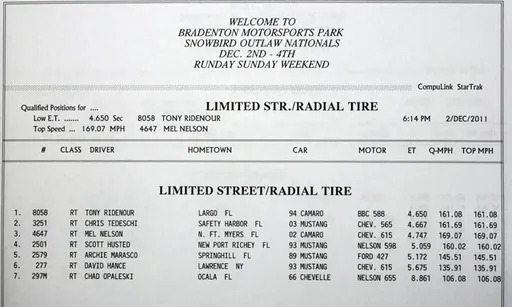 WELCOME TO
BRADENTON MOTORSPORTS PARK
SNOWBIRD OUTLAW NATIONALS
DEC. 2ND - 4TH
RUNDAY SUNDAY WEEKEND
CompuLink StarTrak
Qualified Positions for .... LIMITED STR./RADIAL TIRE
Low E.T. ....... 4.650 Sec 8058 TONY RIDENOUR 6:14 PM 2/DEC/2011
Top Speed ... 169.07 MPH 4647 MEL NELSON
# CLASS DRIVER HOMETOWN CAR MOTOR ET Q-MPH TOP MPH
LIMITED STREET/RADIAL TIRE
1. 8058 RT TONY RIDENOUR LARGO FL 94 CAMARO BBC 588 4.650 161.08 161.08
2. 3251 RT CHRIS TEDESCHI SAFETY HARBOR FL 03 MUSTANG CHEV. 565 4.667 161.69 161.69
3. 4647 RT MEL NELSON N. FT. MYERS FL 02 CAMARO CHEV. 615 4.747 169.07 169.07
4. 2501 RT SCOTT HUSTED NEW PORT RICHEY FL 93 MUSTANG NELSON 598 5.059 160.02 160.02
5. 2579 RT ARCHIE MARASCO SPRINGHILL FL 89 MUSTANG FORD 427 5.172 145.51 145.51
6. 277 RT DAVID HANCE LAWRENCE NY 93 MUSTANG CHEV. 615 5.675 135.91 135.91
7. 297M RT CHAD OPALESKI OCALA FL 66 CHEVELLE NELSON 655 8.861 106.08 106.08